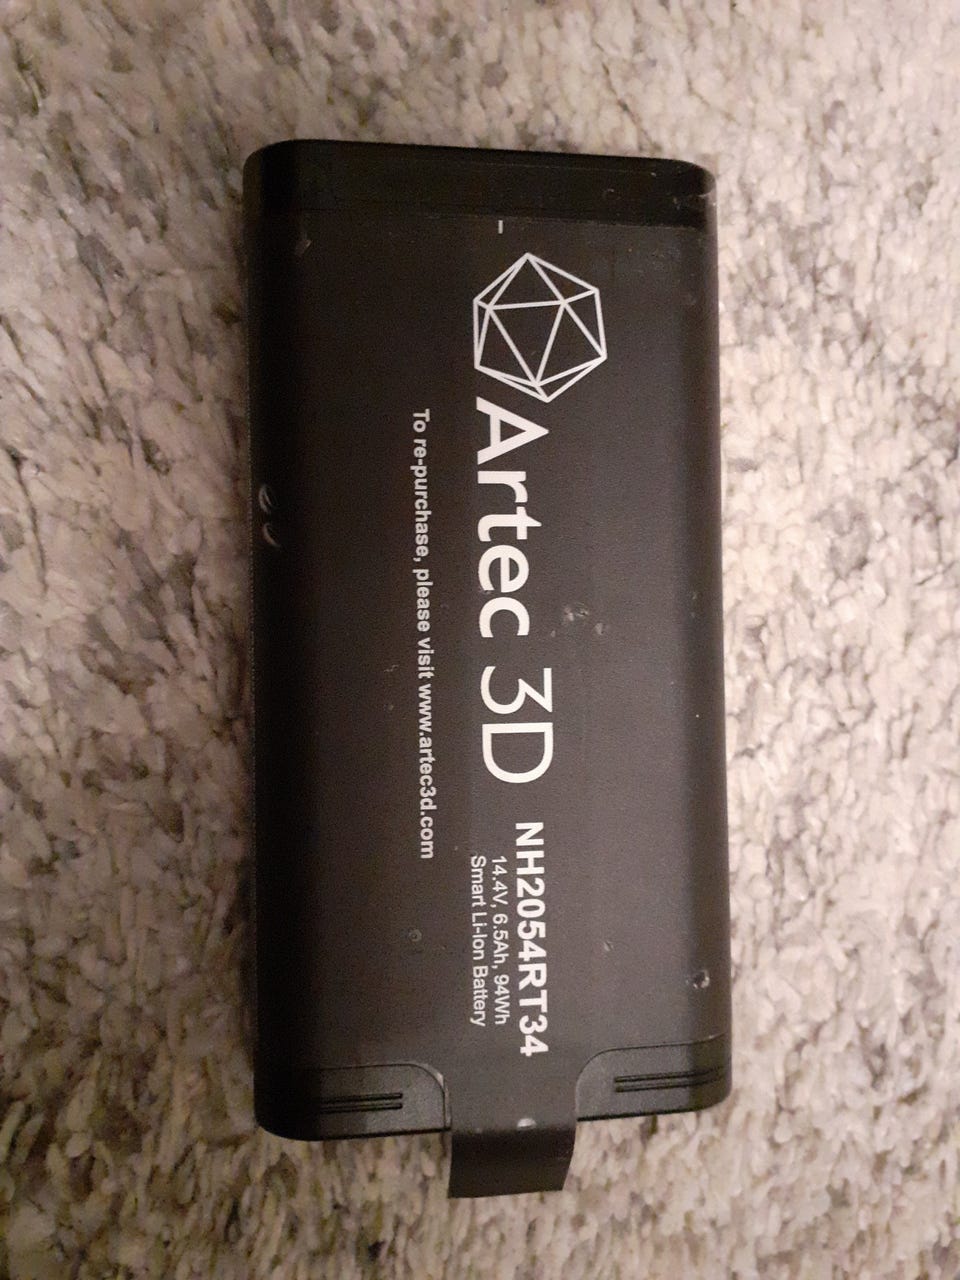 Artec 3D
NH2054RT34
14.4V, 6.5Ah, 94Wh
Smart Li-Ion Battery
To re-purchase, please visit www.artec3d.com